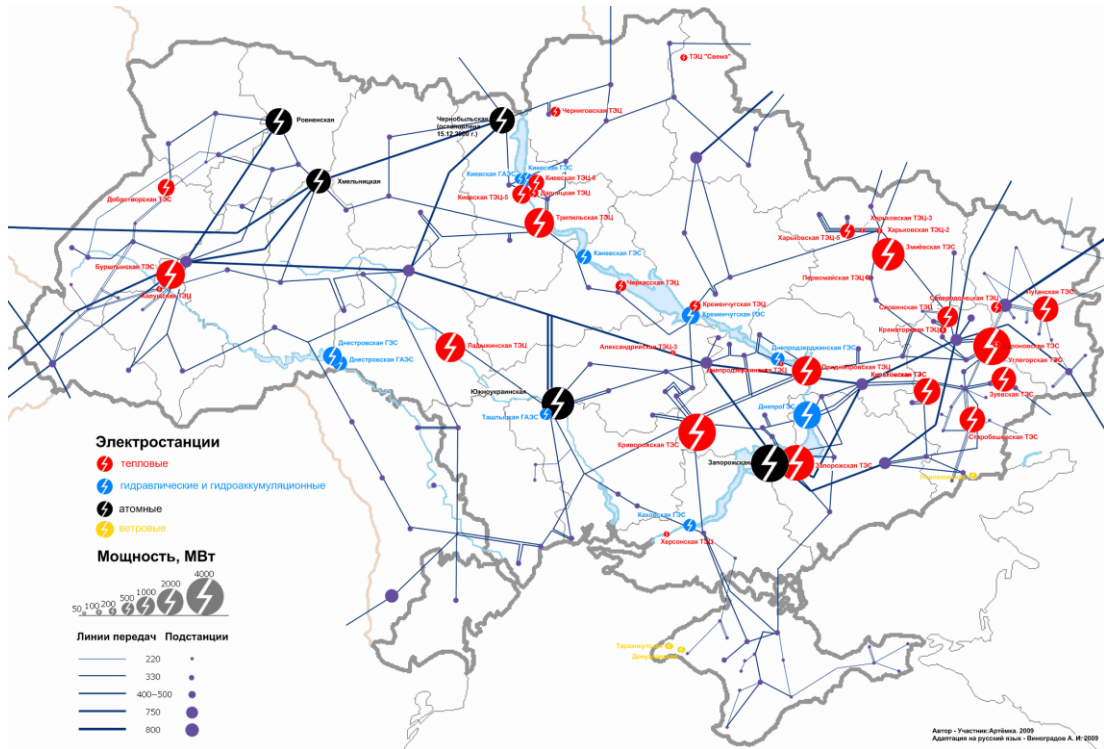 ТЭЦ "Свема"
Черниговская ТЭЦ
Ровненская
Чернобыльская
(остановлена
15.12.2000 г.)
Хмельницкая
Киевская ГЭС
Киевская ГАЭС
Киевская ТЭЦ-6
Дарницкая ТЭЦ
Киевская ТЭЦ-5
Добротворская ТЭС
Трипильская ТЭС
Харьковская ТЭЦ-3
Харьковская ТЭЦ-2
Харьковская ТЭЦ-5
Змиёвская ТЭС
Каневская ГЭС
Бурштынская ТЭС
Первомайская ТЭЦ
Черкасская ТЭЦ
Северодонецкая ТЭЦ
Луганская ТЭС
Кременчугская ТЭЦ
Кременчугская ГЭС
Славянская ТЭС
Краматорская ТЭЦ
Днепродзержинская ГЭС
Днестровская ГЭС
Днестровская ГАЭС
Ладыжинская ТЭС
Александрийская ТЭЦ-3
Углегорская ТЭС
Днепродзержинская ТЭЦ
Приднепровская ТЭС
Кураховская ТЭС
Зуевская ТЭС
Южноукраинская
Ташлыкская ГАЭС
ДнепроГЭС
Старобешевская ТЭС
Криворожская ТЭС
Запорожская
Запорожская ТЭС
Каховская ГЭС
Херсонская ТЭЦ
Электростанции
тепловые
гидравлические и гидроаккумуляционные
атомные
ветровые
Мощность, МВт
50 100 200 500 1000 2000 4000
Линии передач Подстанции
220
330
400–500
750
800
Автор - Участник:Артёмка. 2009
Адаптация на русский язык - Виноградов А. И. 2009